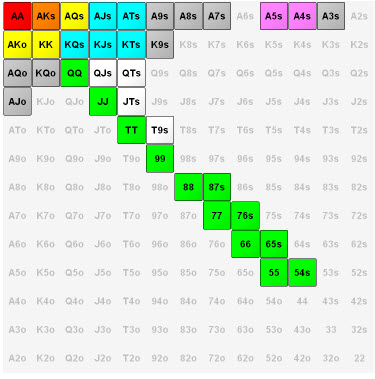 AA AKs AQs AJs ATs A9s A8s A7s A6s A5s A4s A3s A2s
AKo KK KQs KJs KTs K9s K8s K7s K6s K5s K4s K3s K2s
AQo KQo QQ QJs QTs Q9s Q8s Q7s Q6s Q5s Q4s Q3s Q2s
AJo KJo QJo JJ JTs J9s J8s J7s J6s J5s J4s J3s J2s
ATo KTo QTo JTo TT T9s T8s T7s T6s T5s T4s T3s T2s
A9o K9o Q9o J9o T9o 99 98s 97s 96s 95s 94s 93s 92s
A8o K8o Q8o J8o T8o 98o 88 87s 86s 85s 84s 83s 82s
A7o K7o Q7o J7o T7o 97o 87o 77 76s 75s 74s 73s 72s
A6o K6o Q6o J6o T6o 96o 86o 76o 66 65s 64s 63s 62s
A5o K5o Q5o J5o T5o 95o 85o 75o 65o 55 54s 53s 52s
A4o K4o Q4o J4o T4o 94o 84o 74o 64o 54o 44 43s 42s
A3o K3o Q3o J3o T3o 93o 83o 73o 63o 53o 43o 33 32s
A2o K2o Q2o J2o T2o 92o 82o 72o 62o 52o 42o 32o 22